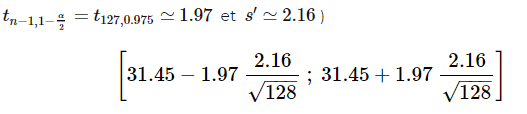 t_{n−1,1−α/2} = t_{127,0.975} ≃ 1.97 et s′ ≃ 2.16 )
[31.45 − 1.97 2.16/√128 ; 31.45 + 1.97 2.16/√128]